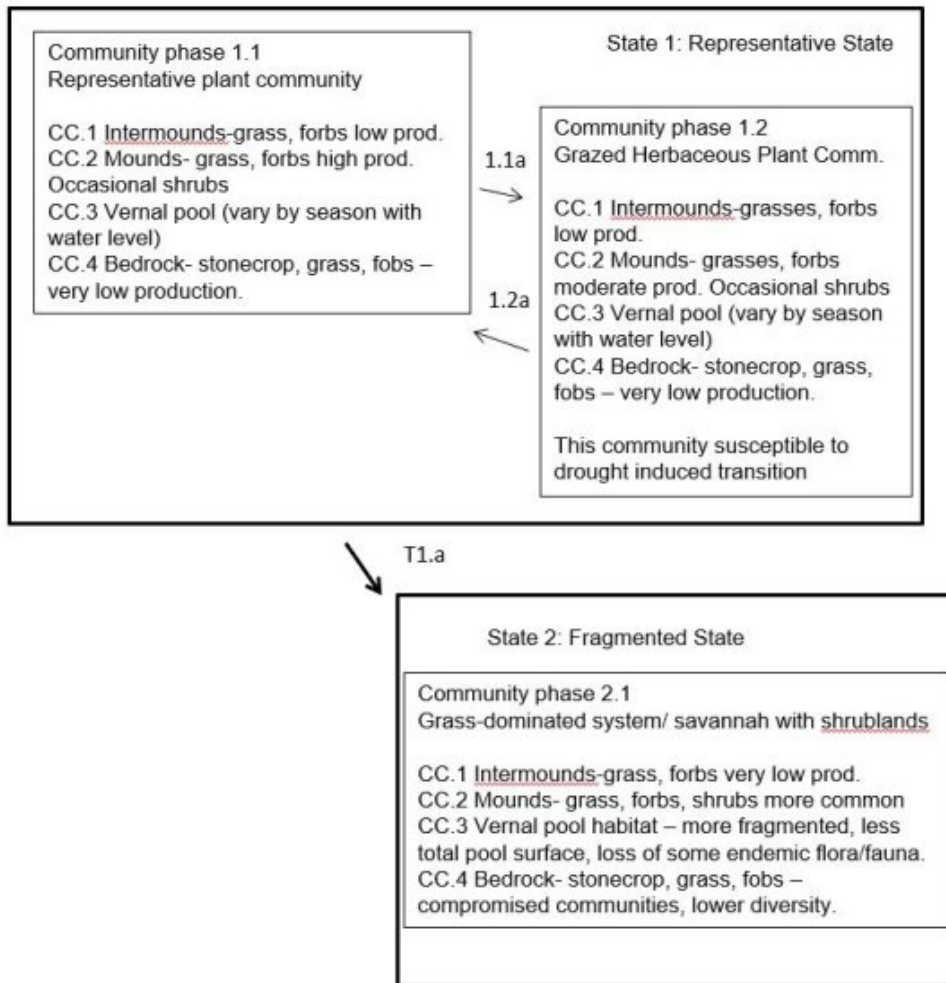 State 1: Representative State
Community phase 1.1
Representative plant community
CC.1 Intermounds-grass, forbs low prod.
CC.2 Mounds- grass, forbs high prod.
Occasional shrubs
CC.3 Vernal pool (vary by season with
water level)
CC.4 Bedrock- stonecrop, grass, fobs –
very low production.
1.1a
1.2a
Community phase 1.2
Grazed Herbaceous Plant Comm.
CC.1 Intermounds-grasses, forbs
low prod.
CC.2 Mounds- grasses, forbs
moderate prod. Occasional shrubs
CC.3 Vernal pool (vary by season
with water level)
CC.4 Bedrock- stonecrop, grass,
fobs – very low production.
This community susceptible to
drought induced transition
T1.a
State 2: Fragmented State
Community phase 2.1
Grass-dominated system/ savannah with shrublands
CC.1 Intermounds-grass, forbs very low prod.
CC.2 Mounds- grass, forbs, shrubs more common
CC.3 Vernal pool habitat – more fragmented, less
total pool surface, loss of some endemic flora/fauna.
CC.4 Bedrock- stonecrop, grass, fobs –
compromised communities, lower diversity.